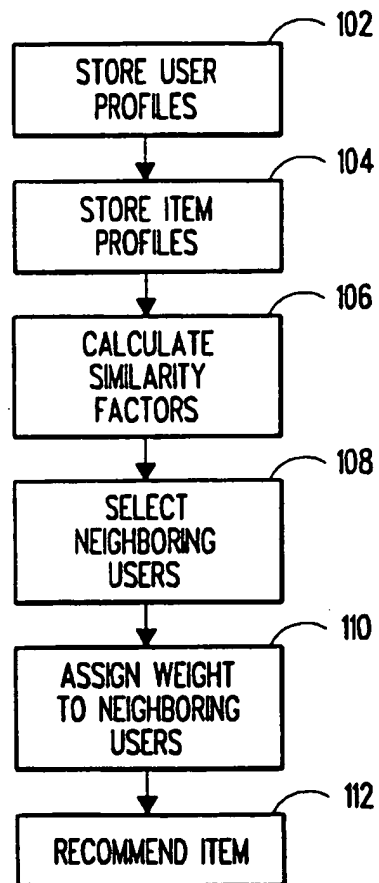 102
STORE USER
PROFILES
104
STORE ITEM
PROFILES
106
CALCULATE
SIMILARITY
FACTORS
108
SELECT
NEIGHBORING
USERS
110
ASSIGN WEIGHT
TO NEIGHBORING
USERS
112
RECOMMEND ITEM